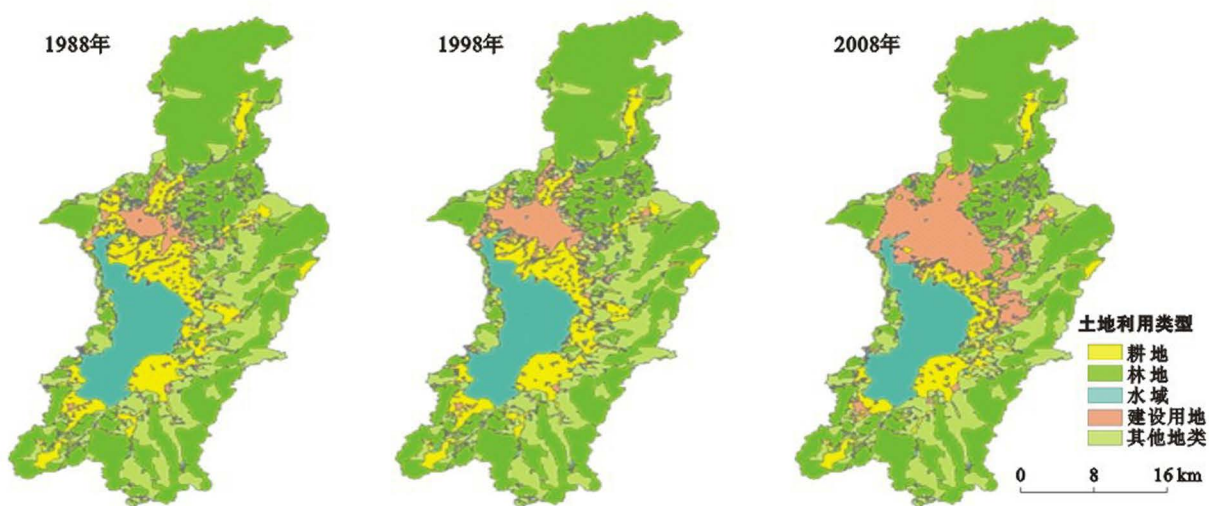 1988年
1998年
2008年
土地利用类型
耕地
林地
水域
建设用地
其他地类
0 8 16 km